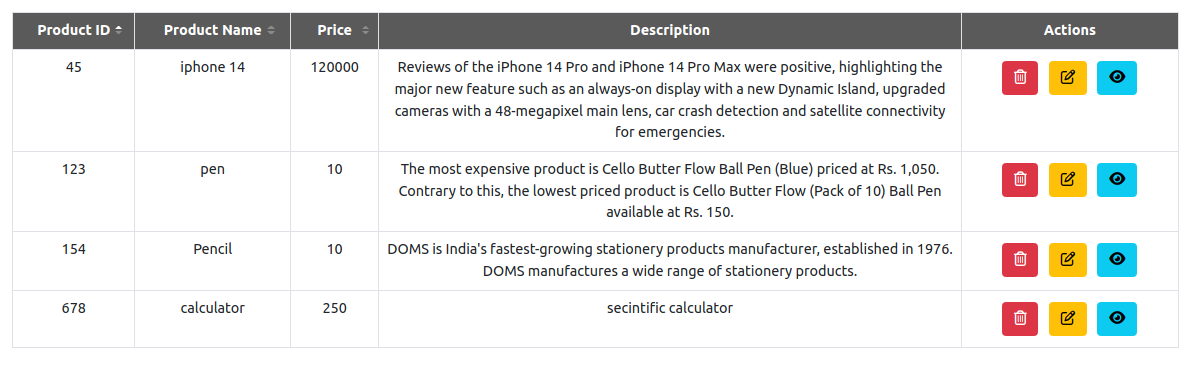 Product ID Product Name Price Description Actions
45 iphone 14 120000 Reviews of the iPhone 14 Pro and iPhone 14 Pro Max were positive, highlighting the
major new feature such as an always-on display with a new Dynamic Island, upgraded
cameras with a 48-megapixel main lens, car crash detection and satellite connectivity
for emergencies.
123 pen 10 The most expensive product is Cello Butter Flow Ball Pen (Blue) priced at Rs. 1,050.
Contrary to this, the lowest priced product is Cello Butter Flow (Pack of 10) Ball Pen
available at Rs. 150.
154 Pencil 10 DOMS is India's fastest-growing stationery products manufacturer, established in 1976.
DOMS manufactures a wide range of stationery products.
678 calculator 250 secintific calculator